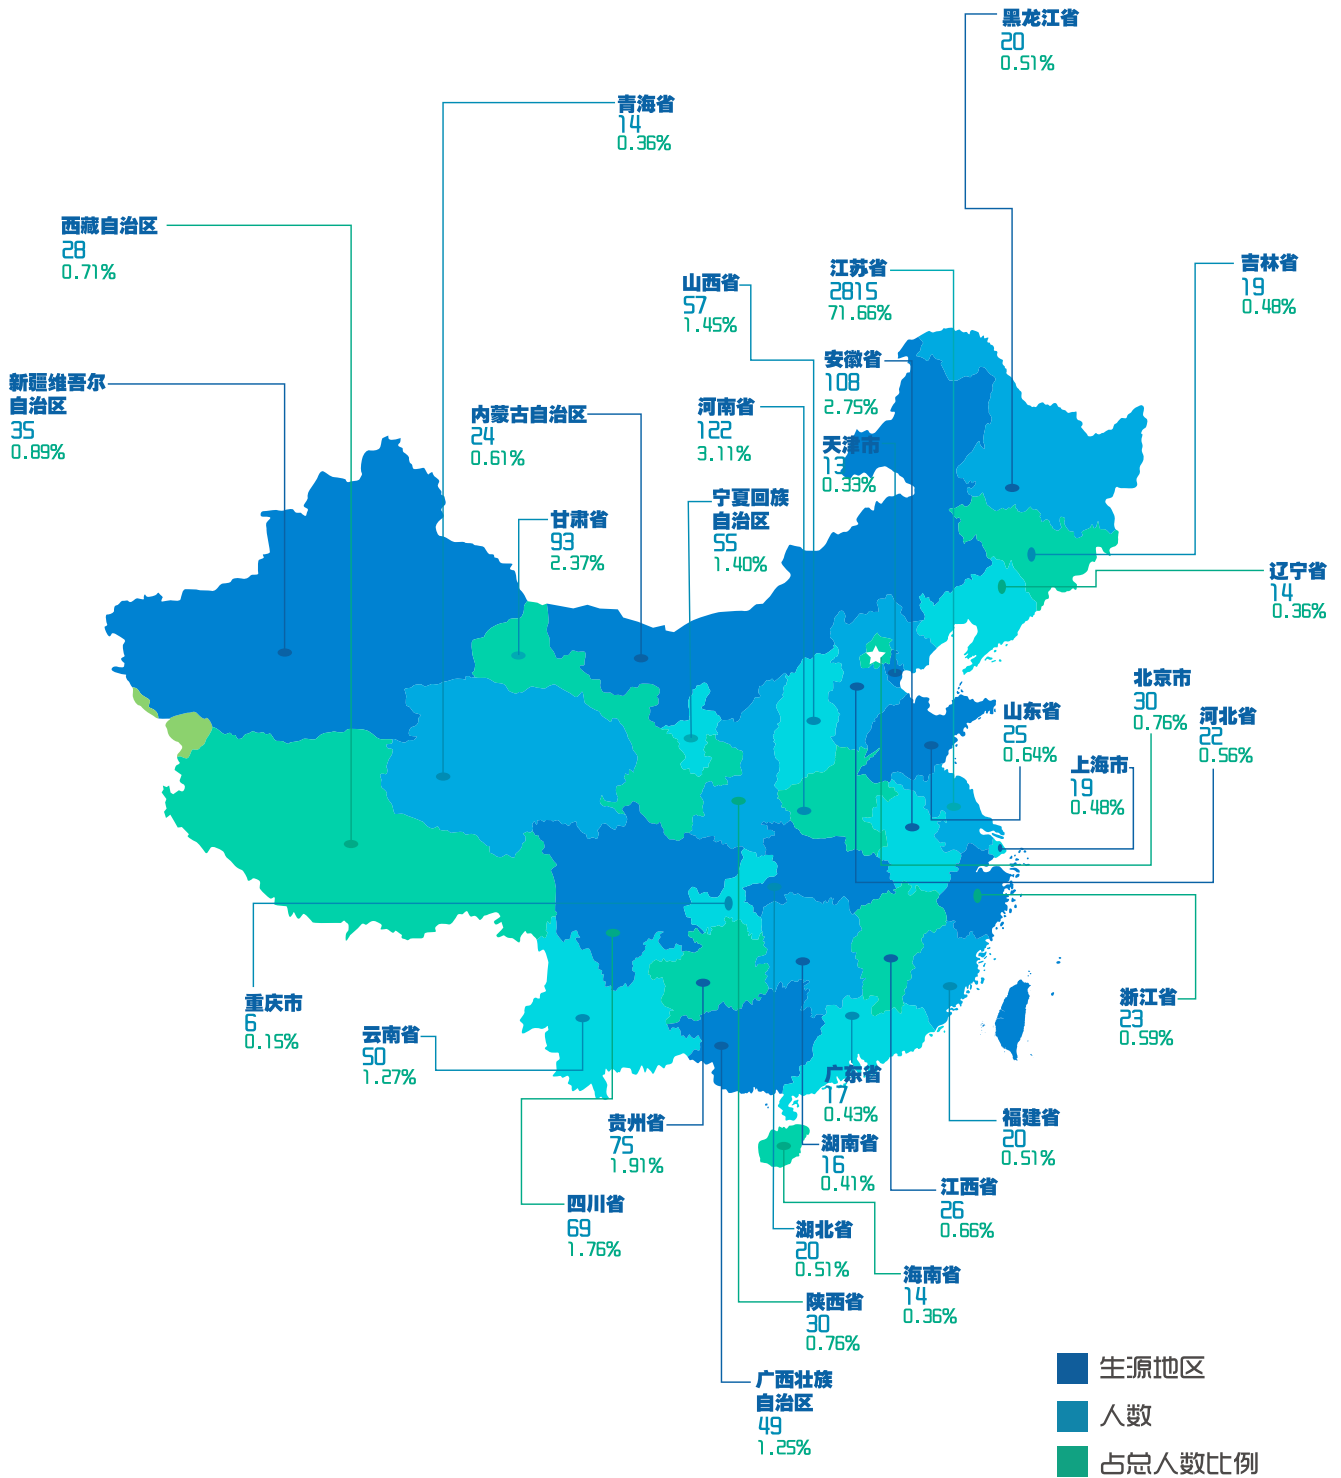 黑龙江省
20
0.51%
青海省
14
0.36%
西藏自治区
28
0.71%
山西省
57
1.45%
江苏省
2815
71.66%
吉林省
19
0.48%
新疆维吾尔
自治区
35
0.89%
安徽省
108
2.75%
内蒙古自治区
24
0.61%
河南省
122
3.11%
天津市
13
0.33%
宁夏回族
自治区
55
1.40%
甘肃省
93
2.37%
辽宁省
14
0.36%
北京市
30
0.76%
山东省
25
0.64%
河北省
22
0.56%
上海市
19
0.48%
重庆市
6
0.15%
浙江省
23
0.59%
云南省
50
1.27%
广东省
17
0.43%
贵州省
75
1.91%
福建省
20
0.51%
湖南省
16
0.41%
江西省
26
0.66%
四川省
69
1.76%
湖北省
20
0.51%
海南省
14
0.36%
陕西省
30
0.76%
广西壮族
自治区
49
1.25%
生源地区
人数
占总人数比例